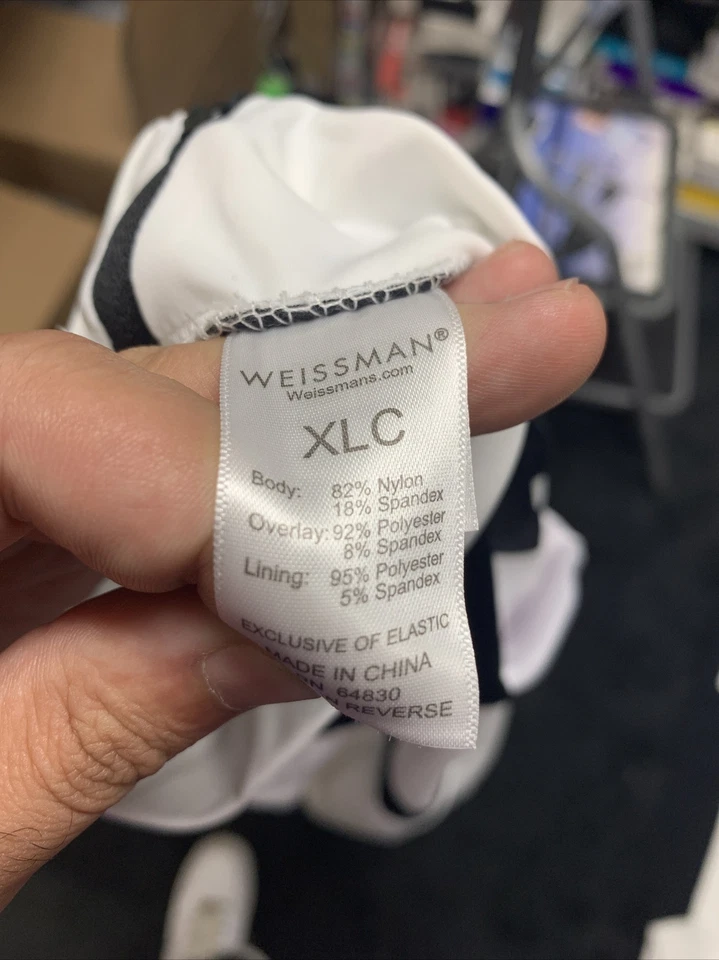 WEISSMAN®
Weissmans.com
XLC
Body: 82% Nylon
18% Spandex
Overlay: 92% Polyester
8% Spandex
Lining: 95% Polyester
5% Spandex
EXCLUSIVE OF ELASTIC
MADE IN CHINA
64830
REVERSE